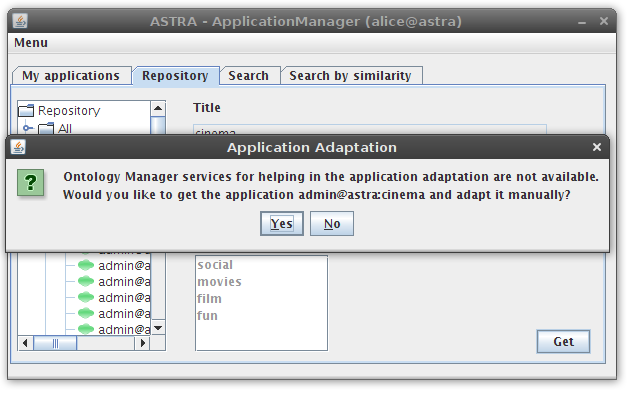 ASTRA - ApplicationManager (alice@astra)
Menu
My applications
Repository
Search
Search by similarity
Repository
All
Title
cinema
Application Adaptation
?
Ontology Manager services for helping in the application adaptation are not available.
Would you like to get the application admin@astra:cinema and adapt it manually?
Yes
No
admin@a
admin@a
admin@a
admin@a
admin@a
social
movies
film
fun
Get